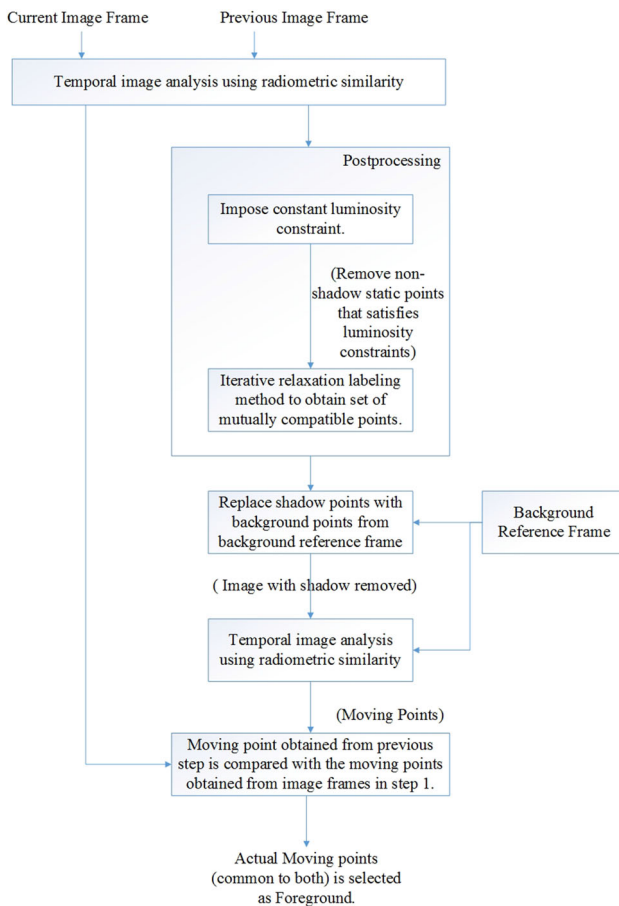 Current Image Frame
Previous Image Frame
Temporal image analysis using radiometric similarity
Postprocessing
Impose constant luminosity
constraint.
(Remove non-
shadow static points
that satisfies
luminosity
constraints)
Iterative relaxation labeling
method to obtain set of
mutually compatible points.
Replace shadow points with
background points from
background reference frame
Background
Reference Frame
( Image with shadow removed)
Temporal image analysis
using radiometric similarity
(Moving Points)
Moving point obtained from previous
step is compared with the moving points
obtained from image frames in step 1.
Actual Moving points
(common to both) is selected
as Foreground.